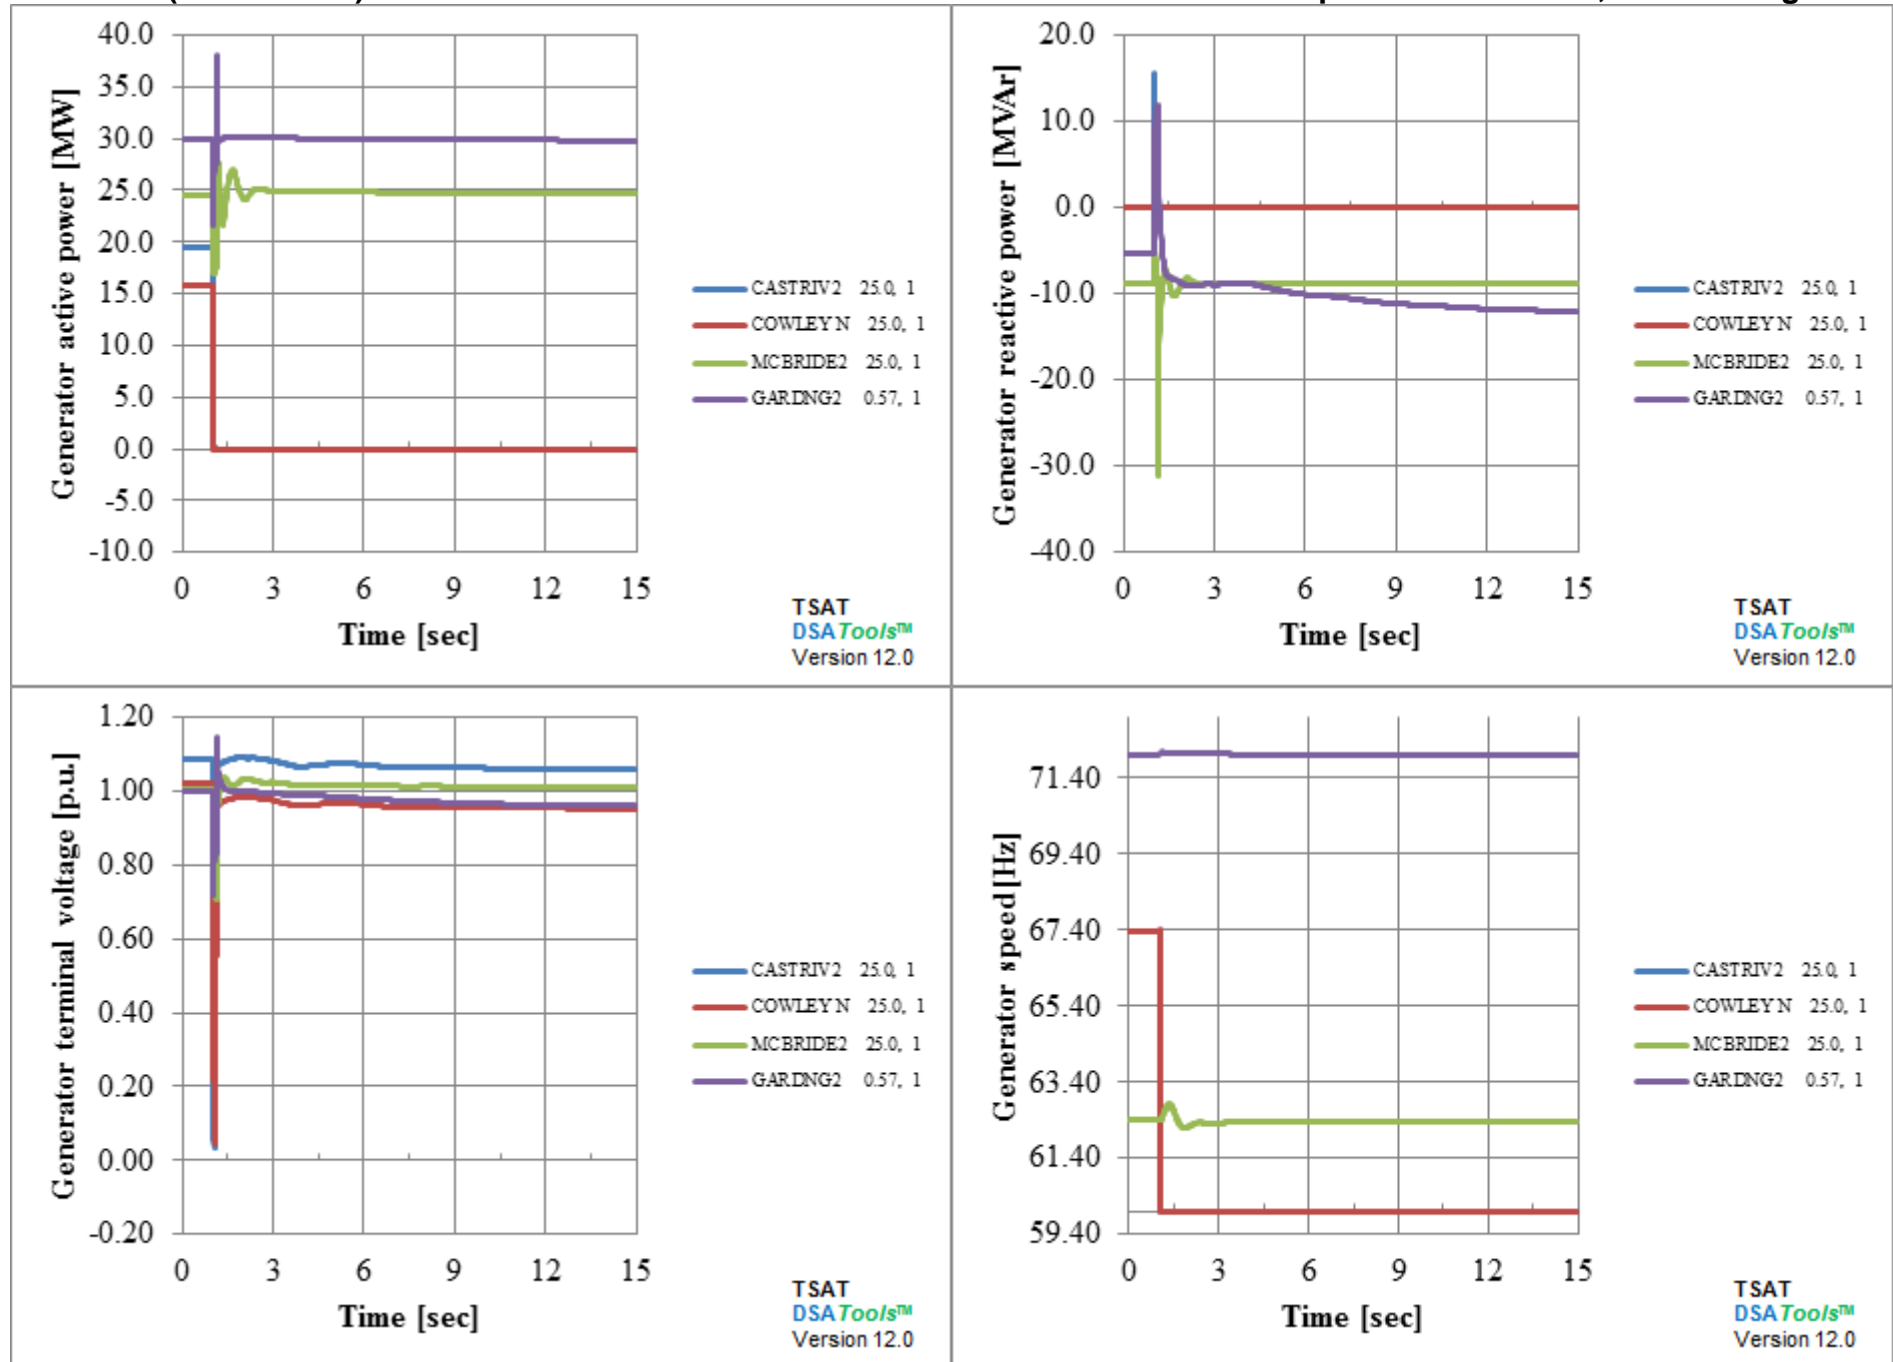 Generator active power [MW]
40.0
35.0
30.0
25.0
20.0
15.0
10.0
5.0
0.0
-5.0
-10.0
0 3 6 9 12 15
Time [sec]
CASTRIV2 25.0, 1
COWLEY N 25.0, 1
MCBRIDE2 25.0, 1
GARDNG2 0.57, 1
TSAT
DSATools™
Version 12.0
Generator reactive power [MVAr]
20.0
10.0
0.0
-10.0
-20.0
-30.0
-40.0
0 3 6 9 12 15
Time [sec]
CASTRIV2 25.0, 1
COWLEY N 25.0, 1
MCBRIDE2 25.0, 1
GARDNG2 0.57, 1
TSAT
DSATools™
Version 12.0
Generator terminal voltage [p.u.]
1.20
1.00
0.80
0.60
0.40
0.20
0.00
-0.20
0 3 6 9 12 15
Time [sec]
CASTRIV2 25.0, 1
COWLEY N 25.0, 1
MCBRIDE2 25.0, 1
GARDNG2 0.57, 1
TSAT
DSATools™
Version 12.0
Generator speed[Hz]
71.40
69.40
67.40
65.40
63.40
61.40
59.40
0 3 6 9 12 15
Time [sec]
CASTRIV2 25.0, 1
COWLEY N 25.0, 1
MCBRIDE2 25.0, 1
GARDNG2 0.57, 1
TSAT
DSATools™
Version 12.0